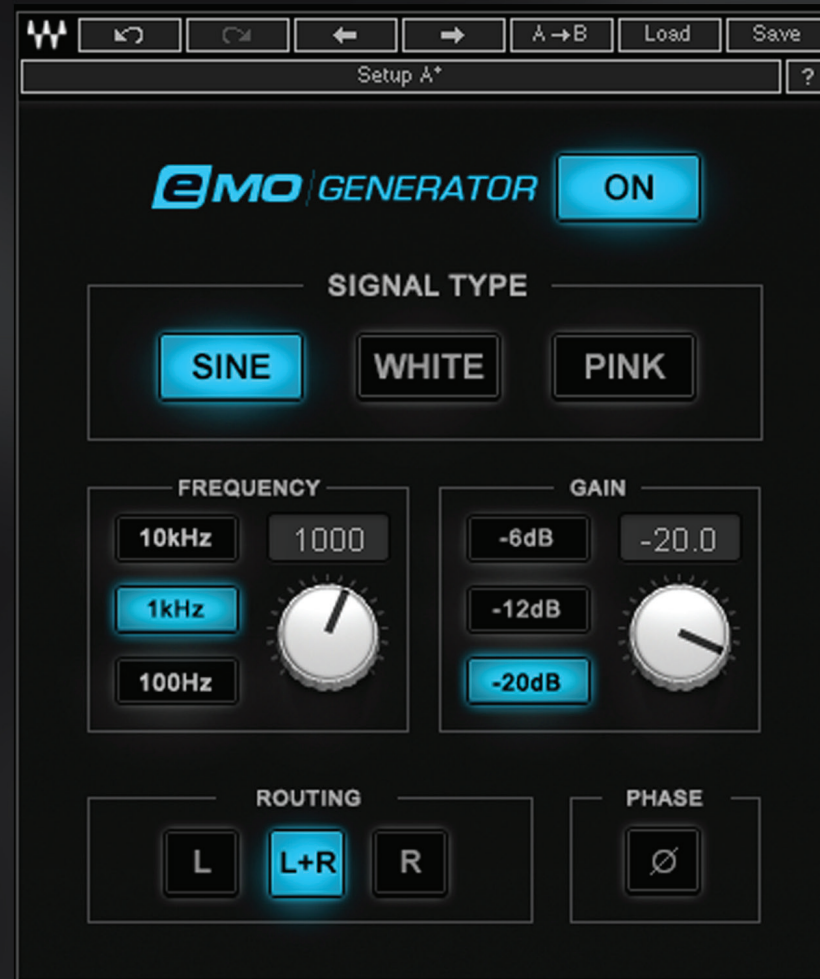 A→B Load Save
Setup A* ?
eMO GENERATOR ON
SIGNAL TYPE
SINE WHITE PINK
FREQUENCY
10kHz 1000
1kHz
100Hz
GAIN
-6dB -20.0
-12dB
-20dB
ROUTING
L L+R R
PHASE
Ø